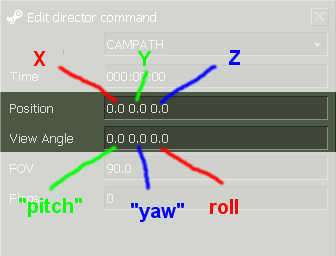 Edit director command
X Y Z
CAMPATH
Time 000:00:00
Position 0.0 0.0 0.0
View Angle 0.0 0.0 0.0
FOV 90.0
0
"pitch" "yaw" roll